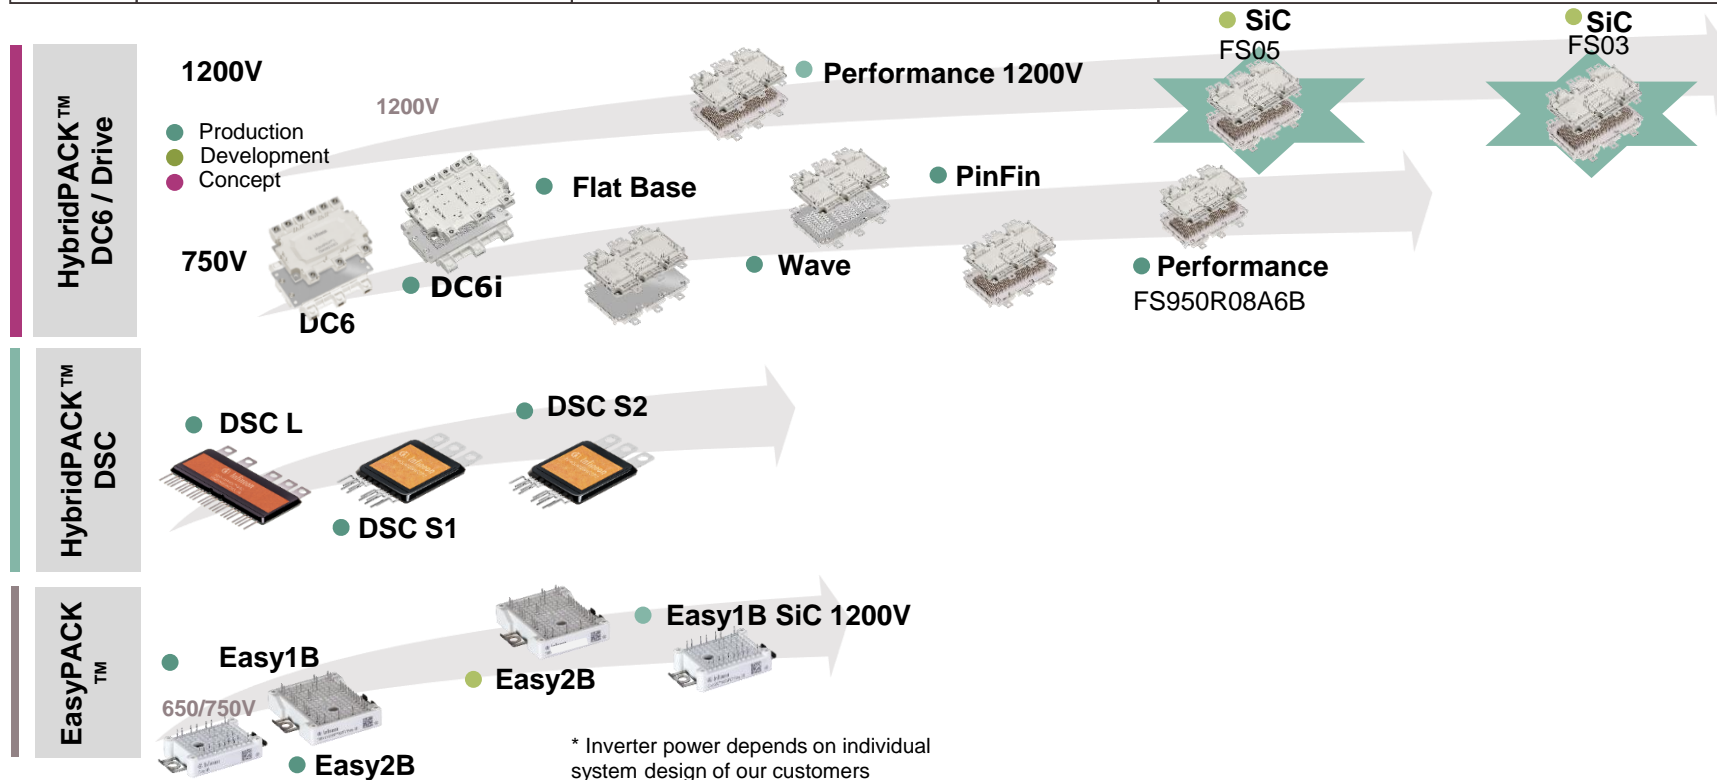 SiC
FS05
SiC
FS03
HybridPACK™
DC6 / Drive
1200V
1200V
Performance 1200V
Production
Development
Concept
Flat Base
PinFin
750V
DC6i
Wave
Performance
FS950R08A6B
DC6
HybridPACK™
DSC
DSC L
DSC S2
DSC S1
EasyPACK
™
Easy1B
Easy1B SiC 1200V
Easy2B
650/750V
Easy2B
* Inverter power depends on individual
system design of our customers